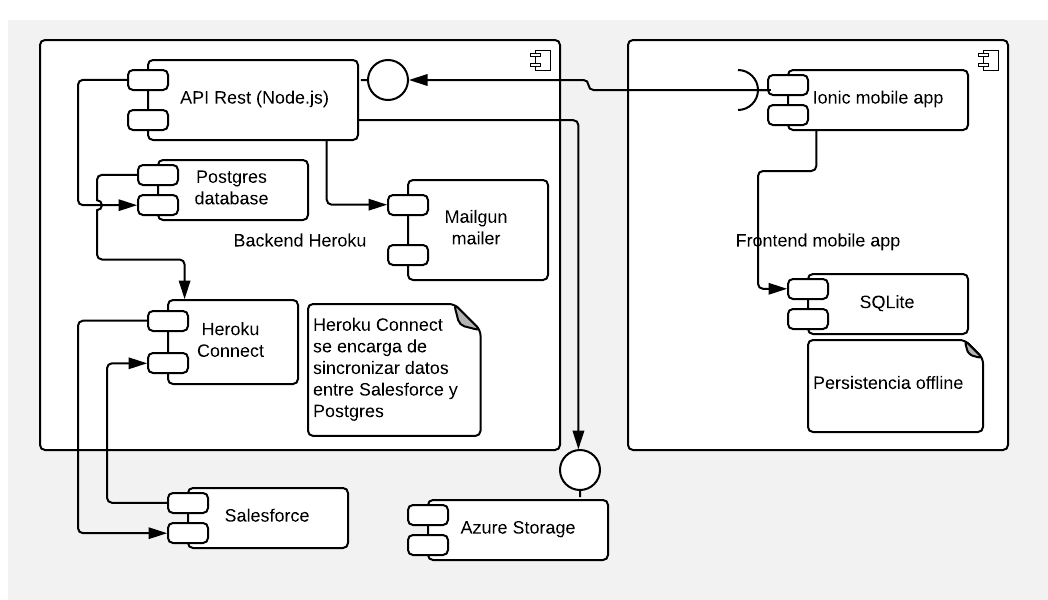 API Rest (Node.js)
Ionic mobile app
Postgres
database
Mailgun
mailer
Backend Heroku
Frontend mobile app
SQLite
Heroku
Connect
Heroku Connect
se encarga de
sincronizar datos
entre Salesforce y
Postgres
Persistencia offline
Salesforce
Azure Storage